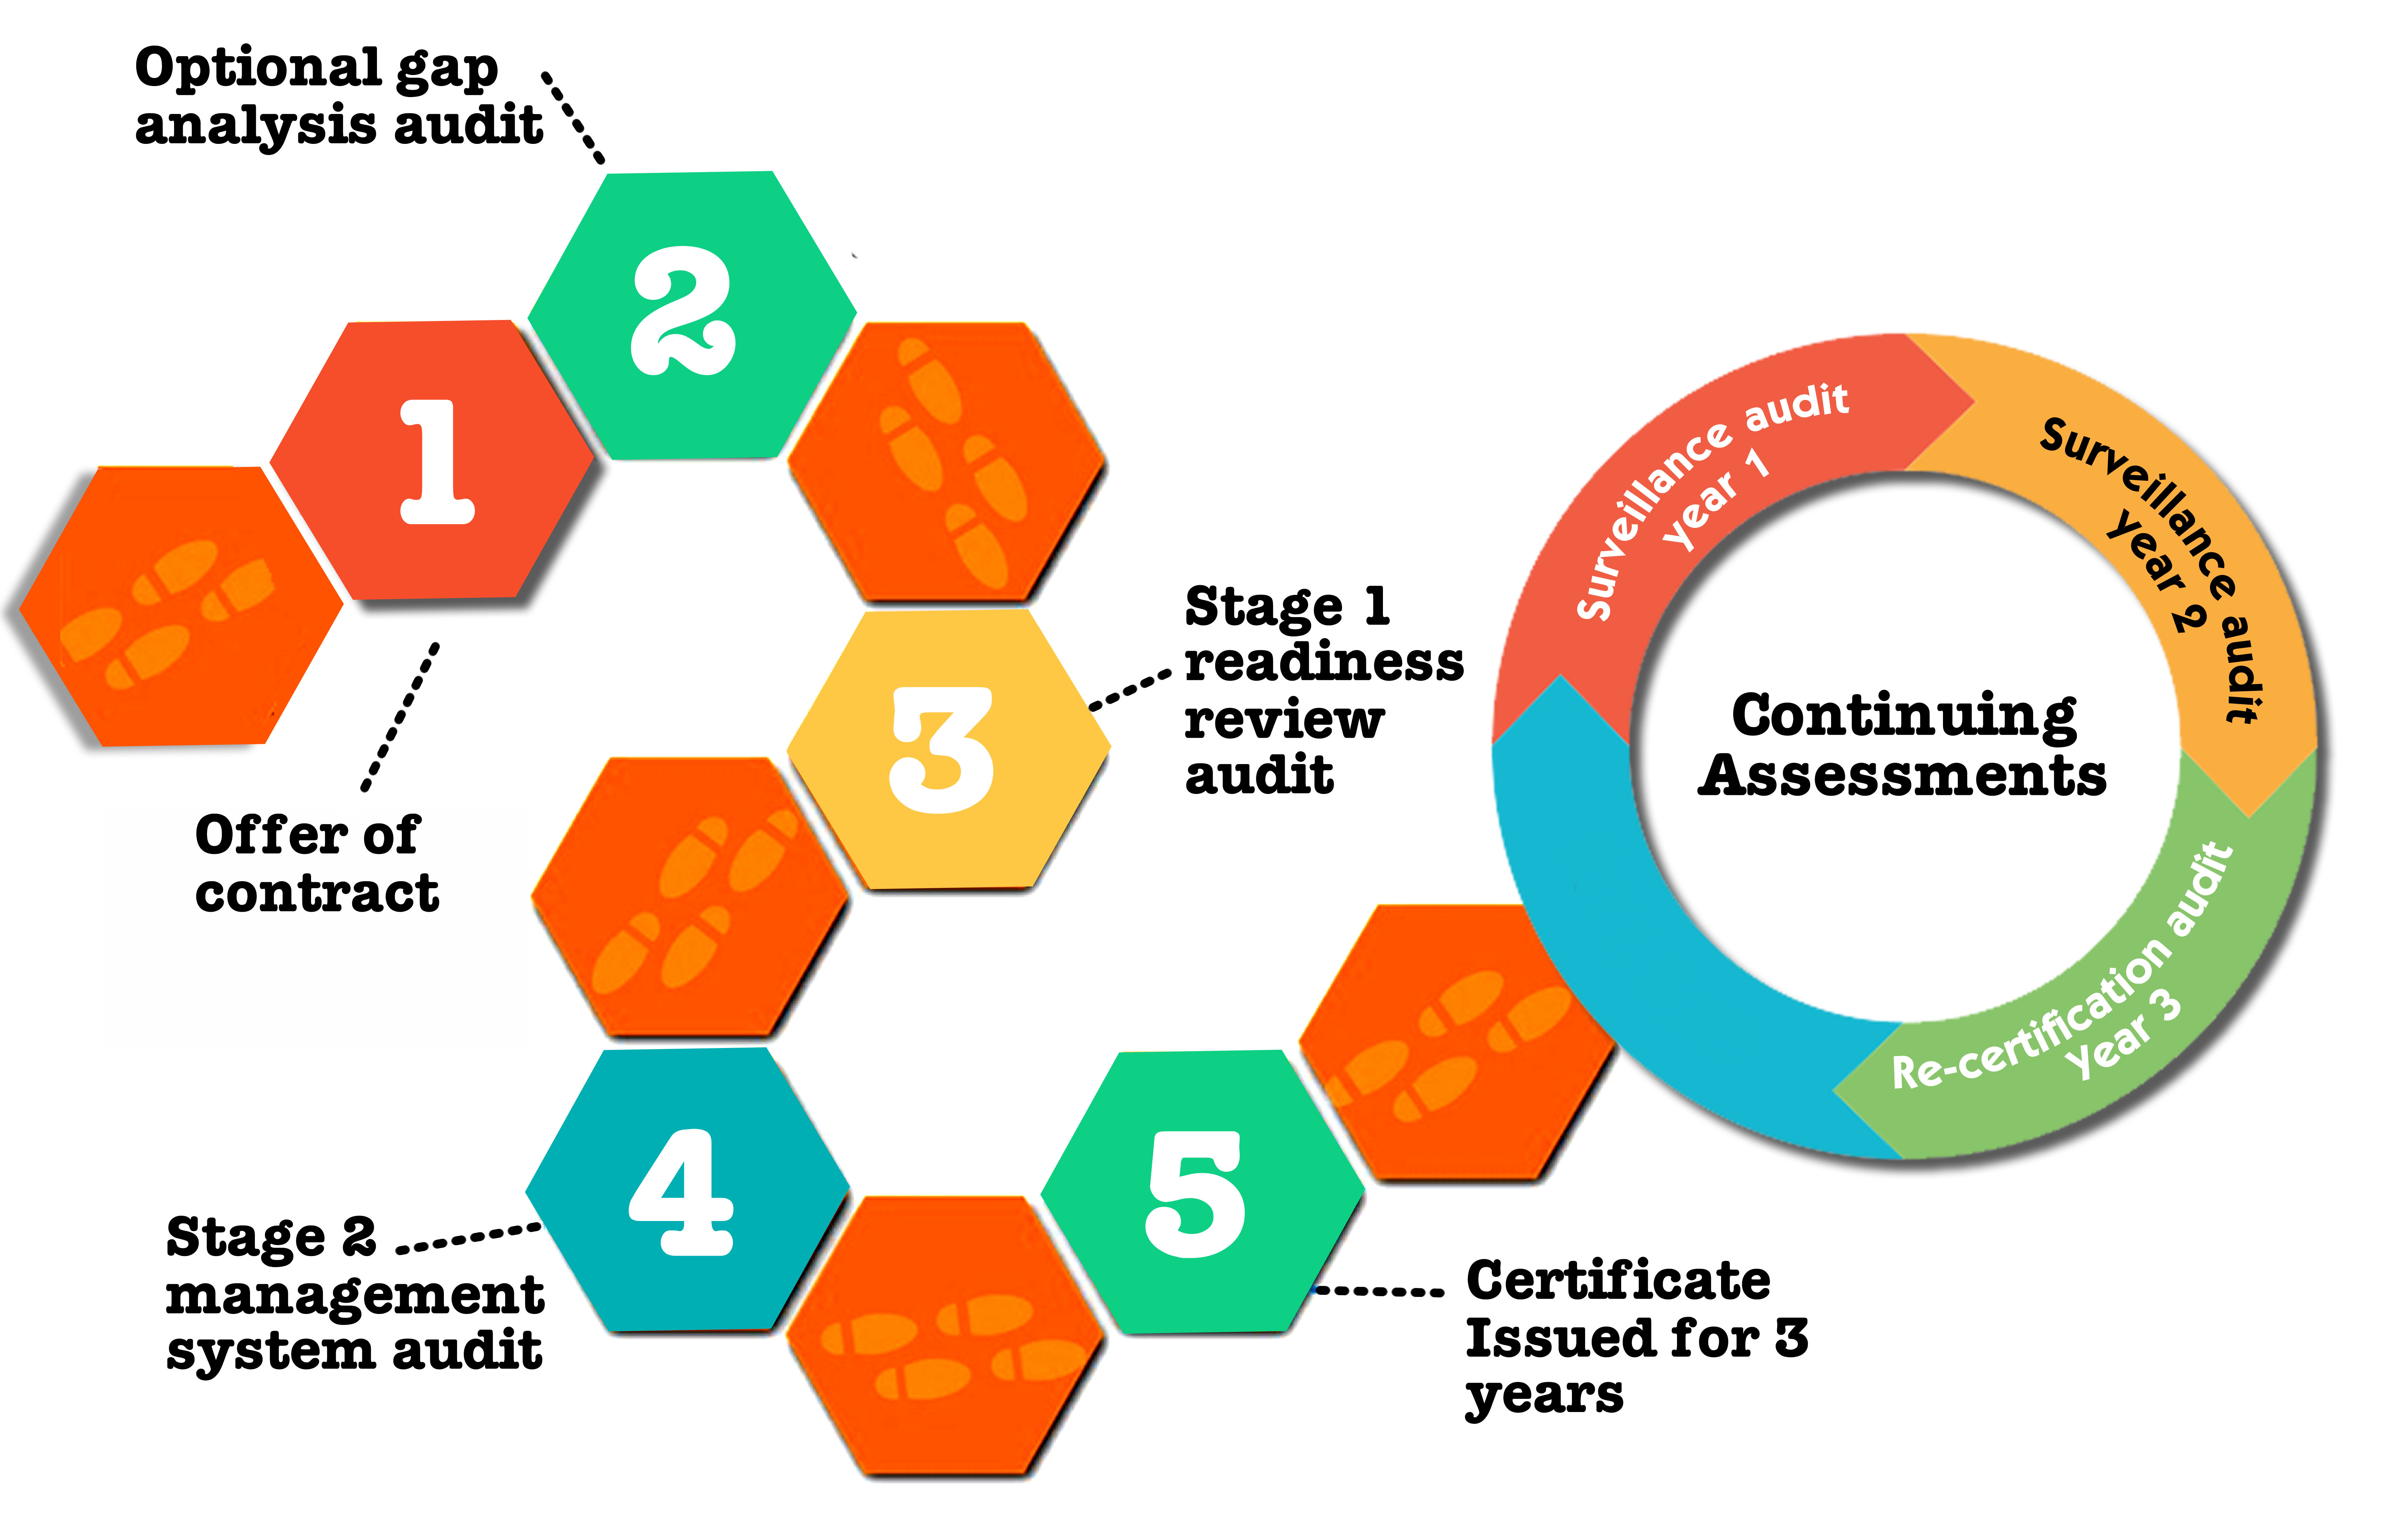 Optional gap
analysis audit
2
1
Offer of
contract
3
Stage 1
readiness
review
audit
4
Stage 2
management
system audit
5
Certificate
Issued for 3
years
Surveillance audit
year 1
Surveillance audit
year 2
Re-certification audit
Year 3
Continuing
Assessments